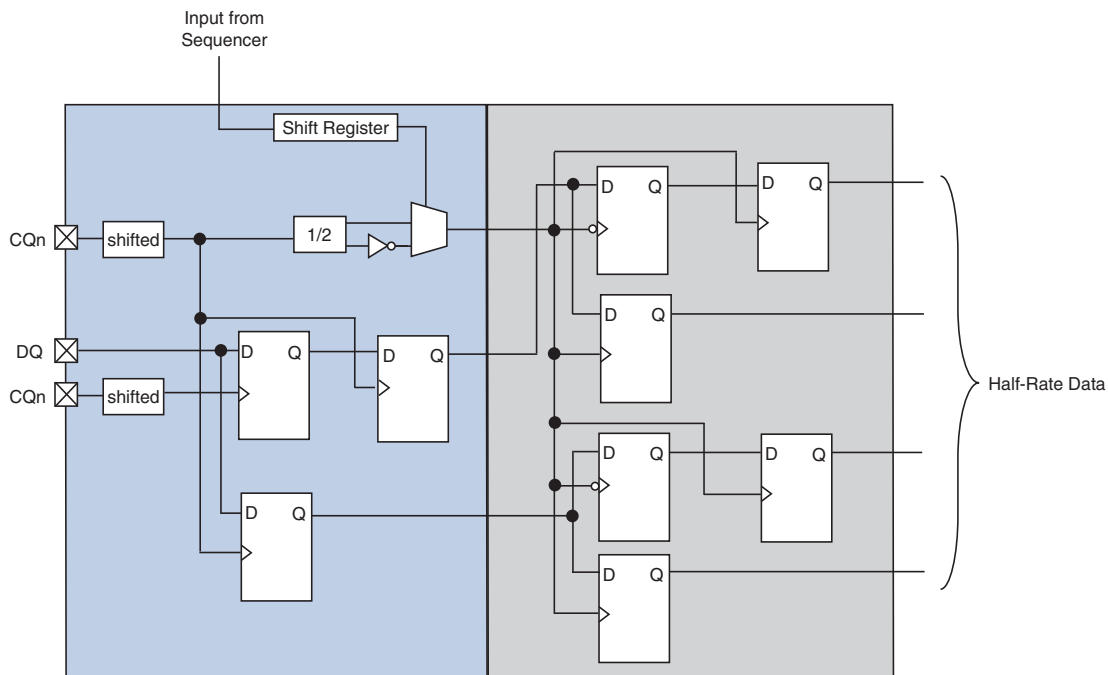 Input from
Sequencer
Shift Register
CQn
shifted
1/2
DQ
D Q
D Q
CQn
shifted
D Q
D Q
D Q
D Q
Half-Rate Data
D Q
D Q
D Q